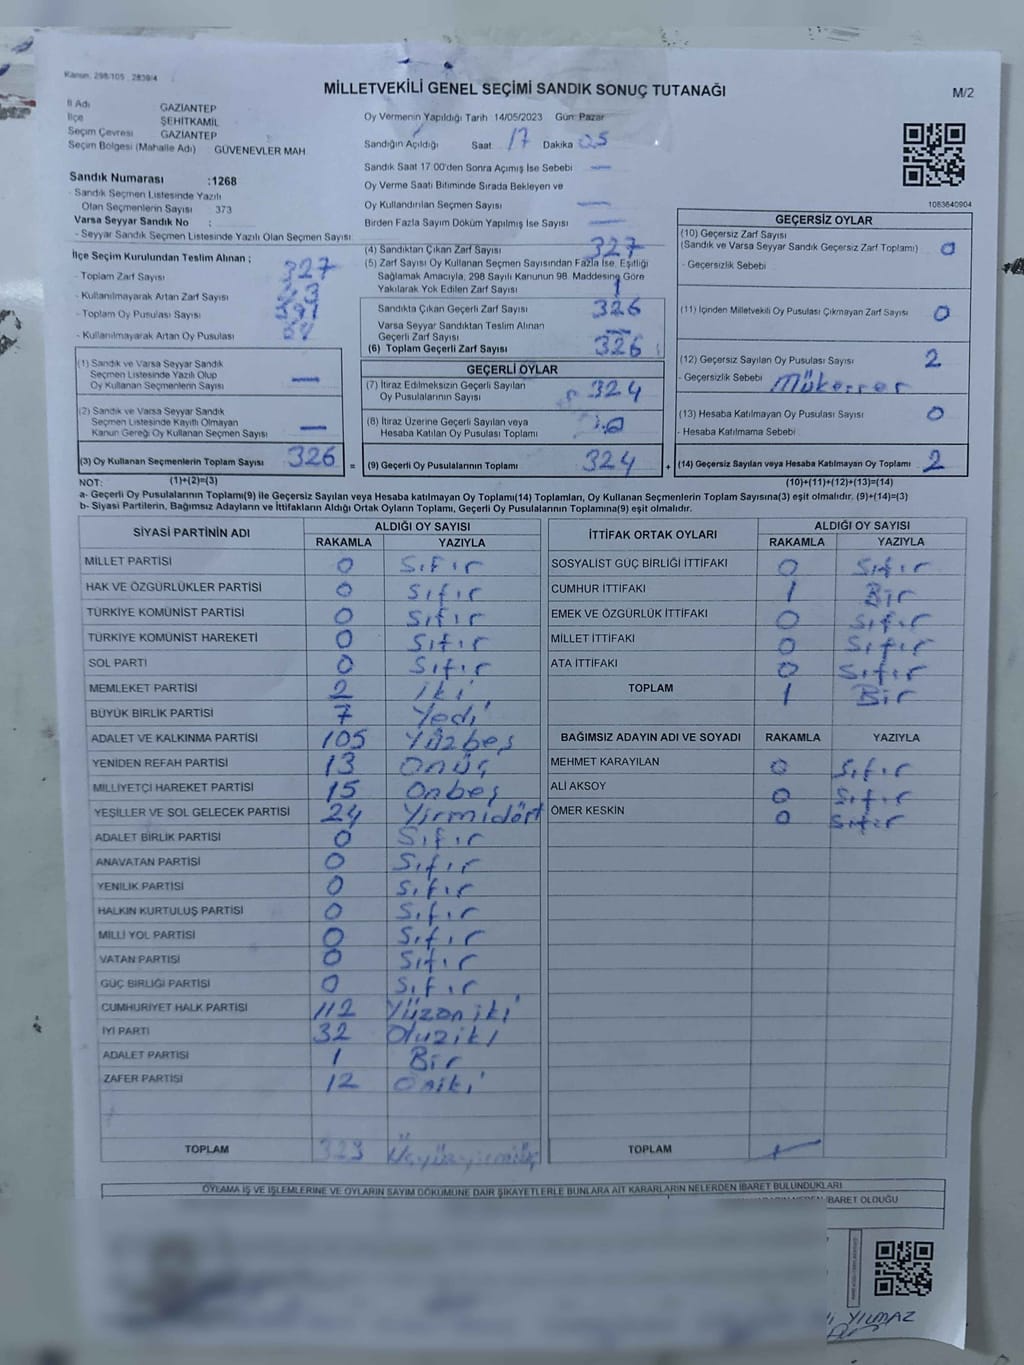 Kanun: 298/105 2839/4
MİLLETVEKİLİ GENEL SEÇİMİ SANDIK SONUÇ TUTANAĞI
M/2
İl Adı GAZİANTEP
İlçe ŞEHİTKAMİL
Seçim Çevresi GAZİANTEP
Seçim Bölgesi (Mahalle Adı) GÜVENEVLER MAH
Sandık Numarası :1268
- Sandık Seçmen Listesinde Yazılı
Olan Seçmenlerin Sayısı 373
Varsa Seyyar Sandık No :
- Seyyar Sandık Seçmen Listesinde Yazılı Olan Seçmen Sayısı:
İlçe Seçim Kurulundan Teslim Alınan ;
- Toplam Zarf Sayısı
- Kullanılmayarak Artan Zarf Sayısı
- Toplam Oy Pusulası Sayısı
- Kullanılmayarak Artan Oy Pusulası
Oy Vermenin Yapıldığı Tarih 14/05/2023 Gün: Pazar
Sandığın Açıldığı Saat 17 Dakika 05
Sandık Saat 17:00'den Sonra Açımış İse Sebebi —
Oy Verme Saati Bitiminde Sırada Bekleyen ve
Oy Kullandırılan Seçmen Sayısı —
Birden Fazla Sayım Döküm Yapılmış İse Sayısı —
(4) Sandıktan Çıkan Zarf Sayısı 327
(5) Zarf Sayısı Oy Kullanan Seçmen Sayısından Fazla İse, Eşitliği
Sağlamak Amacıyla, 298 Sayılı Kanunun 98. Maddesine Göre
Yakılarak Yok Edilen Zarf Sayısı 1
Sandıkta Çıkan Geçerli Zarf Sayısı 326
Varsa Seyyar Sandıktan Teslim Alınan
Geçerli Zarf Sayısı —
(6) Toplam Geçerli Zarf Sayısı 326
1083640904
GEÇERSİZ OYLAR
(10) Geçersiz Zarf Sayısı
(Sandık ve Varsa Seyyar Sandık Geçersiz Zarf Toplamı) 0
- Geçersizlik Sebebi
(11) İçinden Milletvekili Oy Pusulası Çıkmayan Zarf Sayısı 0
(12) Geçersiz Sayılan Oy Pusulası Sayısı 2
- Geçersizlik Sebebi Mükerrer
(13) Hesaba Katılmayan Oy Pusulası Sayısı 0
- Hesaba Katılmama Sebebi
(14) Geçersiz Sayılan veya Hesaba Katılmayan Oy Toplamı 2
(1) Sandık ve Varsa Seyyar Sandık
Seçmen Listesinde Yazılı Olup
Oy Kullanan Seçmenlerin Sayısı —
(2) Sandık ve Varsa Seyyar Sandık
Seçmen Listesinde Kayıtlı Olmayan
Kanun Gereği Oy Kullanan Seçmen Sayısı —
(3) Oy Kullanan Seçmenlerin Toplam Sayısı 326 =
GEÇERLİ OYLAR
(7) İtiraz Edilmeksizin Geçerli Sayılan
Oy Pusulalarının Sayısı 324
(8) İtiraz Üzerine Geçerli Sayılan veya
Hesaba Katılan Oy Pusulası Toplamı 0
(9) Geçerli Oy Pusulalarının Toplamı 324 +
NOT: (1)+(2)=(3)
(10)+(11)+(12)+(13)=(14)
a- Geçerli Oy Pusulalarının Toplamı(9) ile Geçersiz Sayılan veya Hesaba katılmayan Oy Toplamı(14) Toplamları, Oy Kullanan Seçmenlerin Toplam Sayısına(3) eşit olmalıdır. (9)+(14)=(3)
b- Siyasi Partilerin, Bağımsız Adayların ve İttifakların Aldığı Ortak Oyların Toplamı, Geçerli Oy Pusulalarının Toplamına(9) eşit olmalıdır.
SİYASİ PARTİNİN ADI ALDIĞI OY SAYISI
RAKAMLA YAZIYLA
MİLLET PARTİSİ 0 Sıfır
HAK VE ÖZGÜRLÜKLER PARTİSİ 0 Sıfır
TÜRKİYE KOMÜNİST PARTİSİ 0 Sıfır
TÜRKİYE KOMÜNİST HAREKETİ 0 Sıfır
SOL PARTİ 0 Sıfır
MEMLEKET PARTİSİ 2 iki
BÜYÜK BİRLİK PARTİSİ 7 Yedi
ADALET VE KALKINMA PARTİSİ 105 Yüzbeş
YENİDEN REFAH PARTİSİ 13 Onüç
MİLLİYETÇİ HAREKET PARTİSİ 15 Onbeş
YEŞİLLER VE SOL GELECEK PARTİSİ 24 Yirmidört
ADALET BİRLİK PARTİSİ 0 Sıfır
ANAVATAN PARTİSİ 0 Sıfır
YENİLİK PARTİSİ 0 Sıfır
HALKIN KURTULUŞ PARTİSİ 0 Sıfır
MİLLİ YOL PARTİSİ 0 Sıfır
VATAN PARTİSİ 0 Sıfır
GÜÇ BİRLİĞİ PARTİSİ 0 Sıfır
CUMHURİYET HALK PARTİSİ 112 Yüzoniki
İYİ PARTİ 32 Otuziki
ADALET PARTİSİ 1 Bir
ZAFER PARTİSİ 12 Oniki
TOPLAM 323 Üçyüzyirmiüç
İTTİFAK ORTAK OYLARI ALDIĞI OY SAYISI
RAKAMLA YAZIYLA
SOSYALİST GÜÇ BİRLİĞİ İTTİFAKI 0 Sıfır
CUMHUR İTTİFAKI 1 Bir
EMEK VE ÖZGÜRLÜK İTTİFAKI 0 Sıfır
MİLLET İTTİFAKI 0 Sıfır
ATA İTTİFAKI 0 Sıfır
TOPLAM 1 Bir
BAĞIMSIZ ADAYIN ADI VE SOYADI RAKAMLA YAZIYLA
MEHMET KARAYILAN 0 Sıfır
ALİ AKSOY 0 Sıfır
ÖMER KESKİN 0 Sıfır
TOPLAM
OYLAMA İŞ VE İŞLEMLERİNE VE OYLARIN SAYIM DÖKÜMÜNE DAİR ŞİKAYETLERLE BUNLARA AİT KARARLARIN NELERDEN İBARET BULUNDUKLARI
İBARET OLDUĞU
YILMAZ